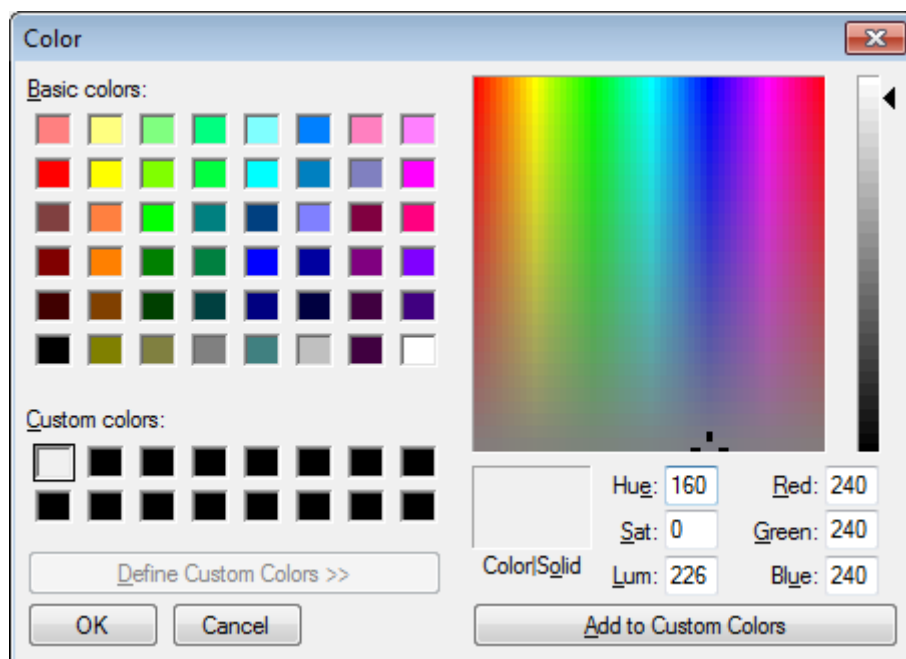 Color
Basic colors:
Custom colors:
Define Custom Colors >>
OK Cancel
Hue: 160 Red: 240
Sat: 0 Green: 240
Color|Solid
Lum: 226 Blue: 240
Add to Custom Colors